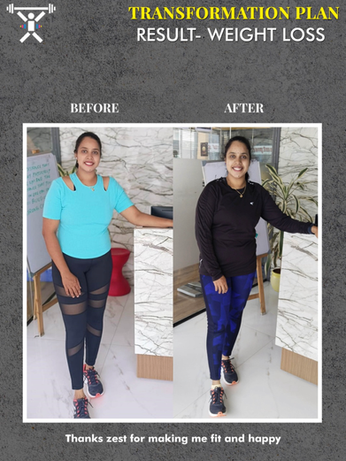 TRANSFORMATION PLAN
RESULT- WEIGHT LOSS
BEFORE
AFTER
Thanks zest for making me fit and happy